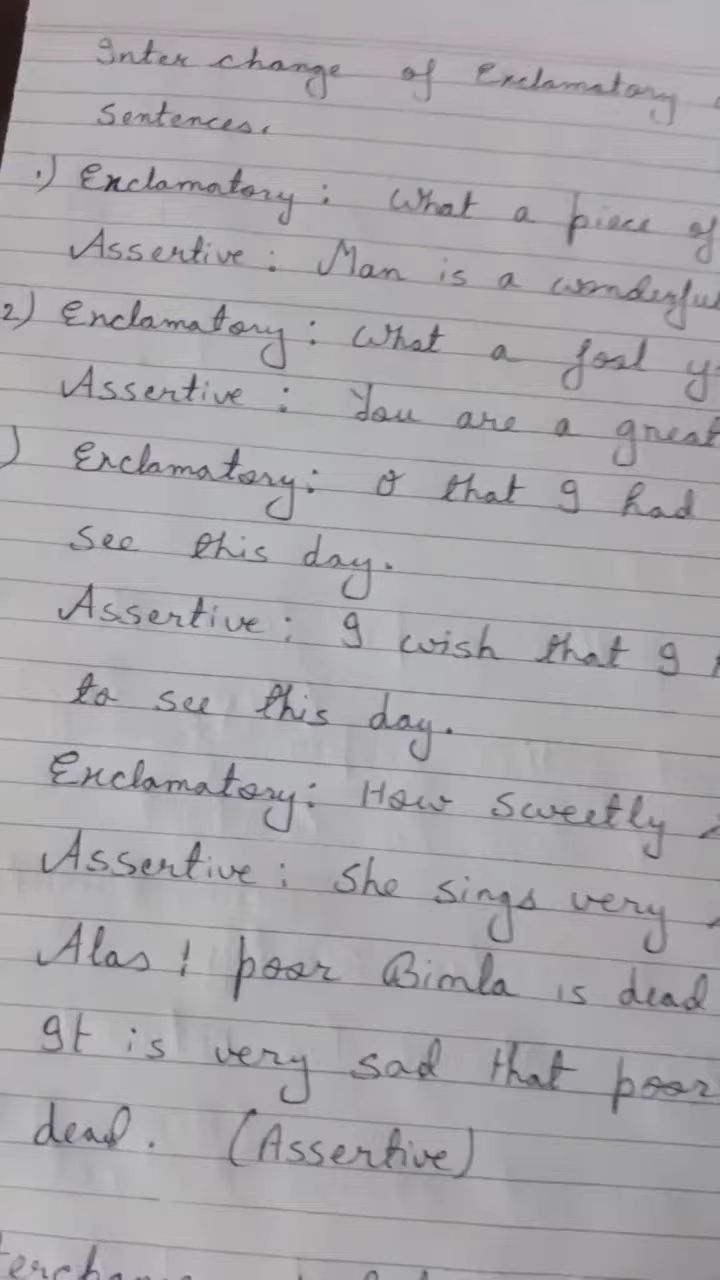 Inter change of Exclamatory
Sentences.
1) Exclamatory : What a piece of
Assertive : Man is a wonderful
2) Exclamatory : What a fool
Assertive : You are a great
) Exclamatory : O that I had
see this day.
Assertive : I wish that I
to see this day.
Exclamatory : How sweetly
Assertive : She sings very
Alas ! poor Bimla is dead
It is very sad that poor
dead. (Assertive)